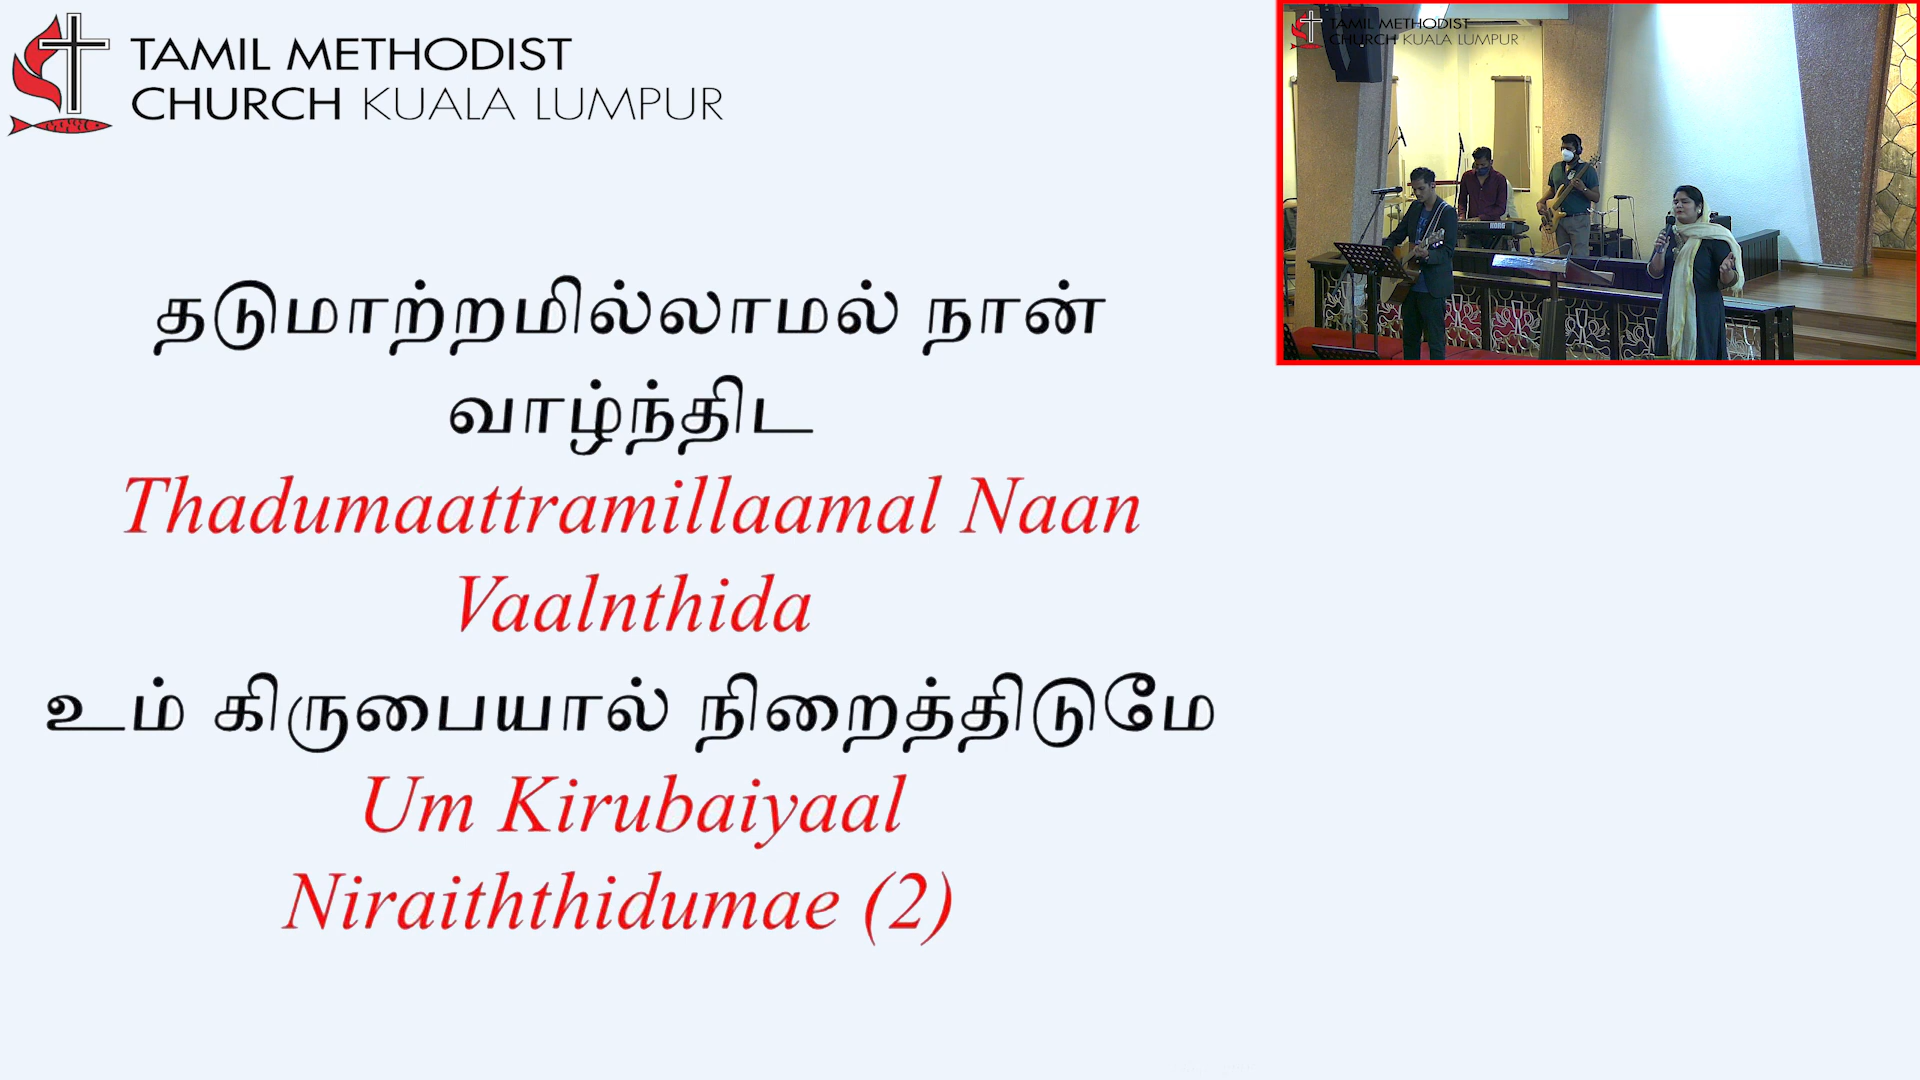 TAMIL METHODIST
CHURCH KUALA LUMPUR
TAMIL METHODIST
CHURCH KUALA LUMPUR
தடுமாற்றமில்லாமல் நான்
வாழ்ந்திட
Thadumaattramillaamal Naan
Vaalnthida
உம் கிருபையால் நிறைத்திடுமே
Um Kirubaiyaal
Niraiththidumae (2)
KORG